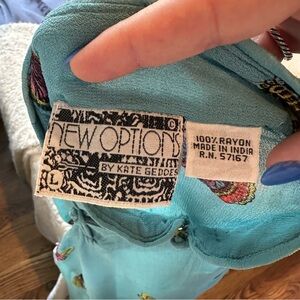 NEW OPTIONS
BY KATE GEDDES
L
100% RAYON
MADE IN INDIA
R.N. 57167